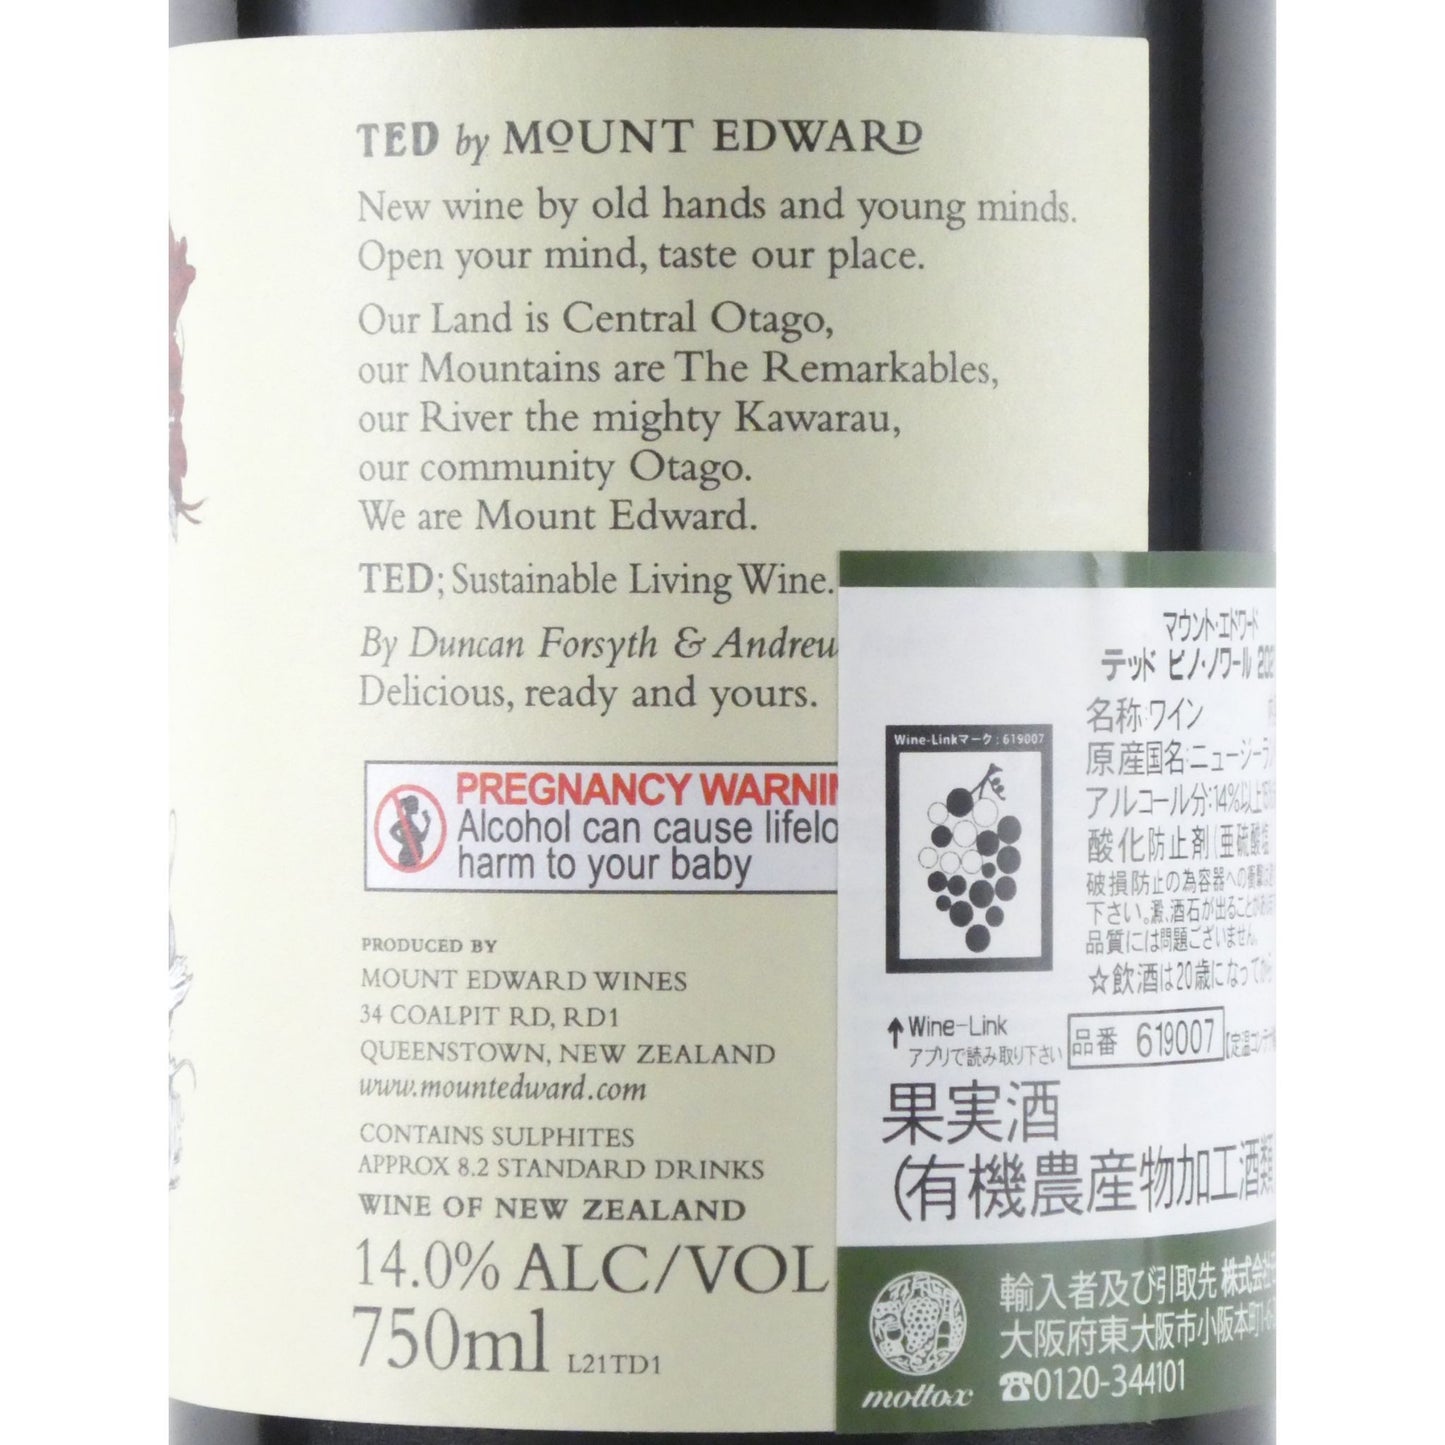 TED by MOUNT EDWARD
New wine by old hands and young minds.
Open your mind, taste our place.
Our Land is Central Otago,
our Mountains are The Remarkables,
our River the mighty Kawarau,
our community Otago.
We are Mount Edward.
TED; Sustainable Living Wine.
By Duncan Forsyth & Andrew
Delicious, ready and yours.
PREGNANCY
Alcohol can cause
harm to your baby
PRODUCED BY
MOUNT EDWARD WINES
34 COALPIT RD, RD1
QUEENSTOWN, NEW ZEALAND
www.mountedward.com
CONTAINS SULPHITES
APPROX 8.2 STANDARD DRINKS
WINE OF NEW ZEALAND
14.0% ALC/VOL
750ml L21TD1
マウント・エドワード
テッド ピノ・ノワール
名称:ワイン
原産国名:ニュージーラン
アルコール分:14%以上
酸化防止剤(亜硫酸塩
破損防止の為容器への衝撃
下さい。澱、酒石が出ることが
品質には問題ございません。
☆飲酒は20歳になってから
Wine-Linkマーク:619007
↑Wine-Link
アプリで読み取り下さい
品番 619007
果実酒
(有機農産物加工酒類
輸入者及び引取先 株式会社
大阪府東大阪市小阪本町1-6-
☎0120-344101
mottox